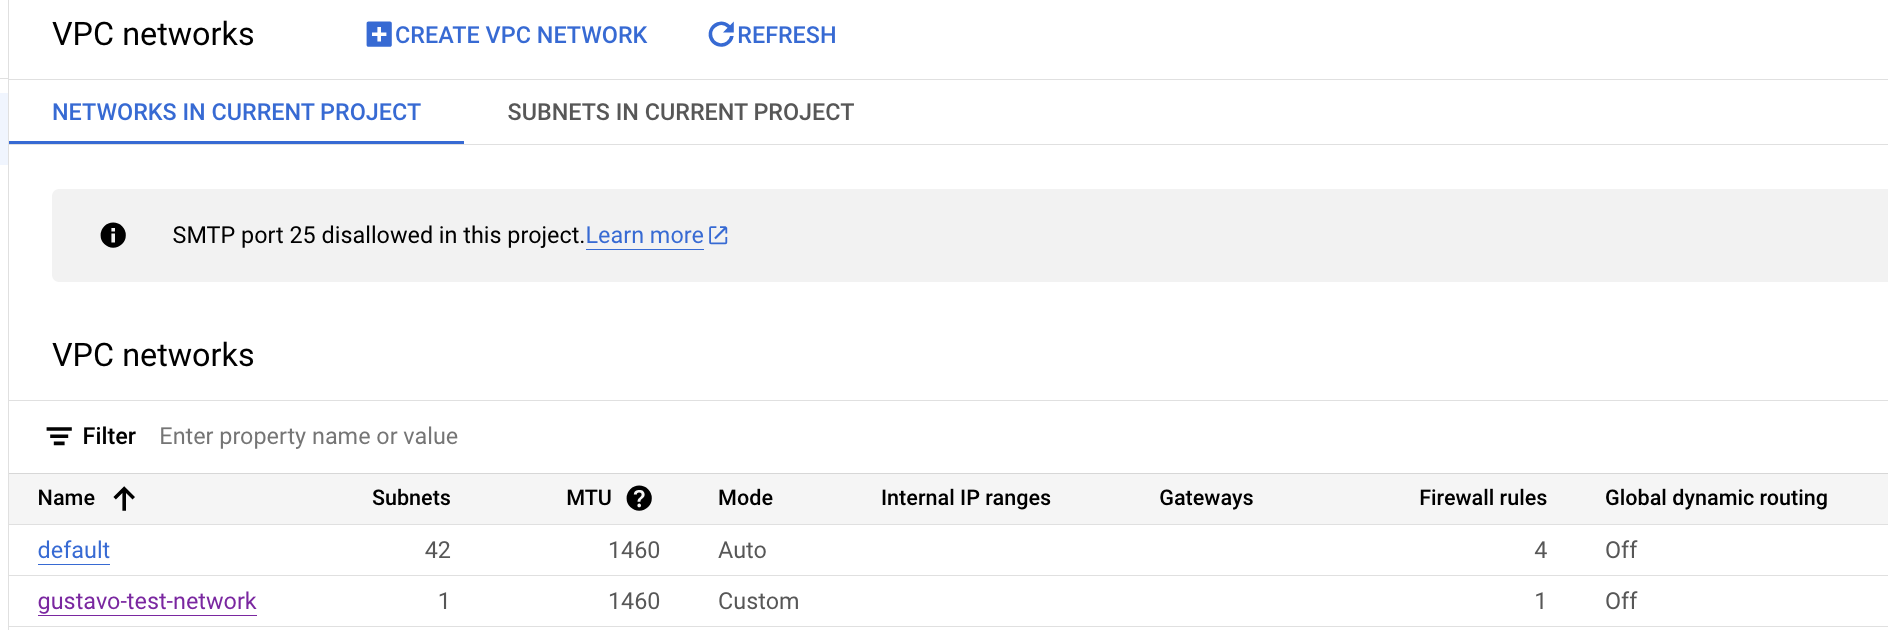 VPC networks CREATE VPC NETWORK REFRESH
NETWORKS IN CURRENT PROJECT SUBNETS IN CURRENT PROJECT
SMTP port 25 disallowed in this project. Learn more
VPC networks
Filter Enter property name or value
Name Subnets MTU Mode Internal IP ranges Gateways Firewall rules Global dynamic routing
default 42 1460 Auto 4 Off
gustavo-test-network 1 1460 Custom 1 Off